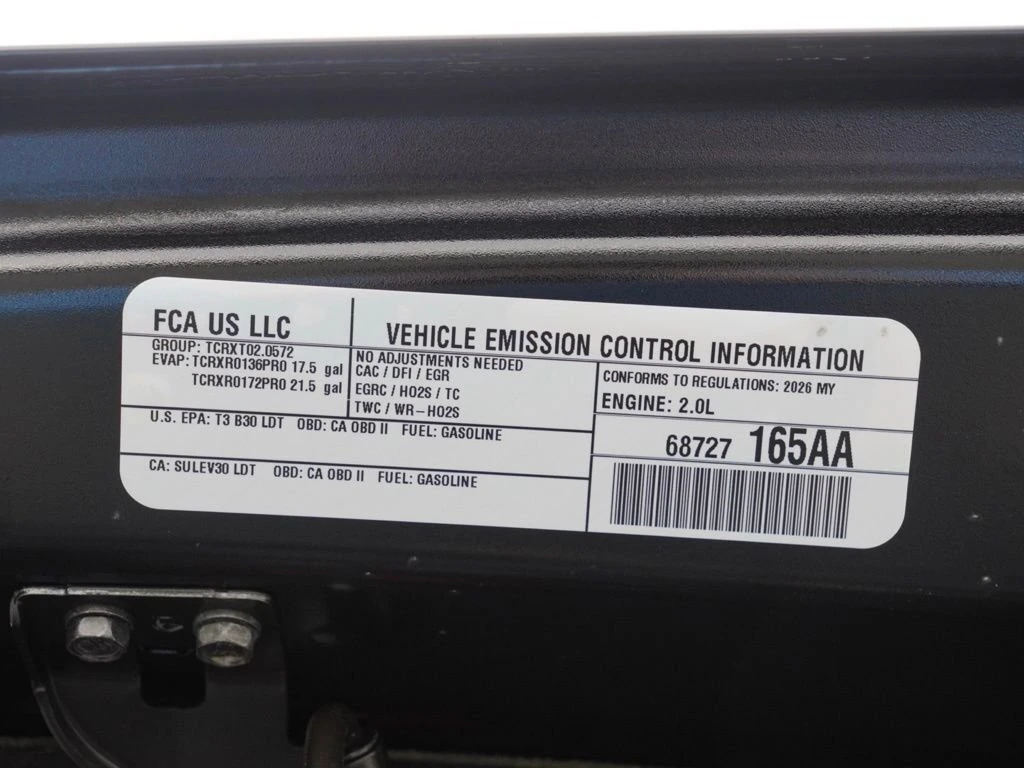 FCA US LLC
GROUP: TCRXT02.0572
EVAP: TCRXR0136PR0 17.5 gal
TCRXR0172PR0 21.5 gal
VEHICLE EMISSION CONTROL INFORMATION
NO ADJUSTMENTS NEEDED
CAC / DFI / EGR
EGRC / HO2S / TC
TWC / WR-HO2S
CONFORMS TO REGULATIONS: 2026 MY
ENGINE: 2.0L
U.S. EPA: T3 B30 LDT OBD: CA OBD II FUEL: GASOLINE
CA: SULEV30 LDT OBD: CA OBD II FUEL: GASOLINE
68727 165AA